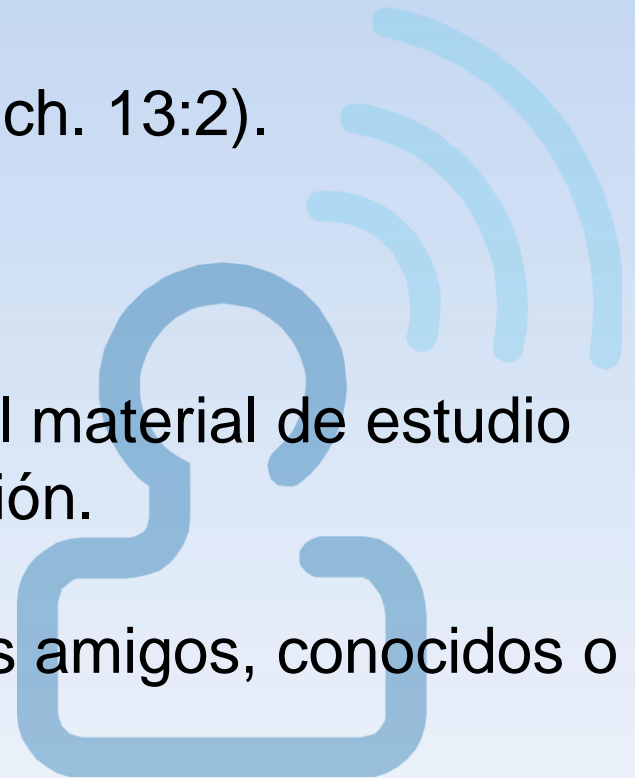 ch. 13:2).
l material de estudio
ión.
s amigos, conocidos o